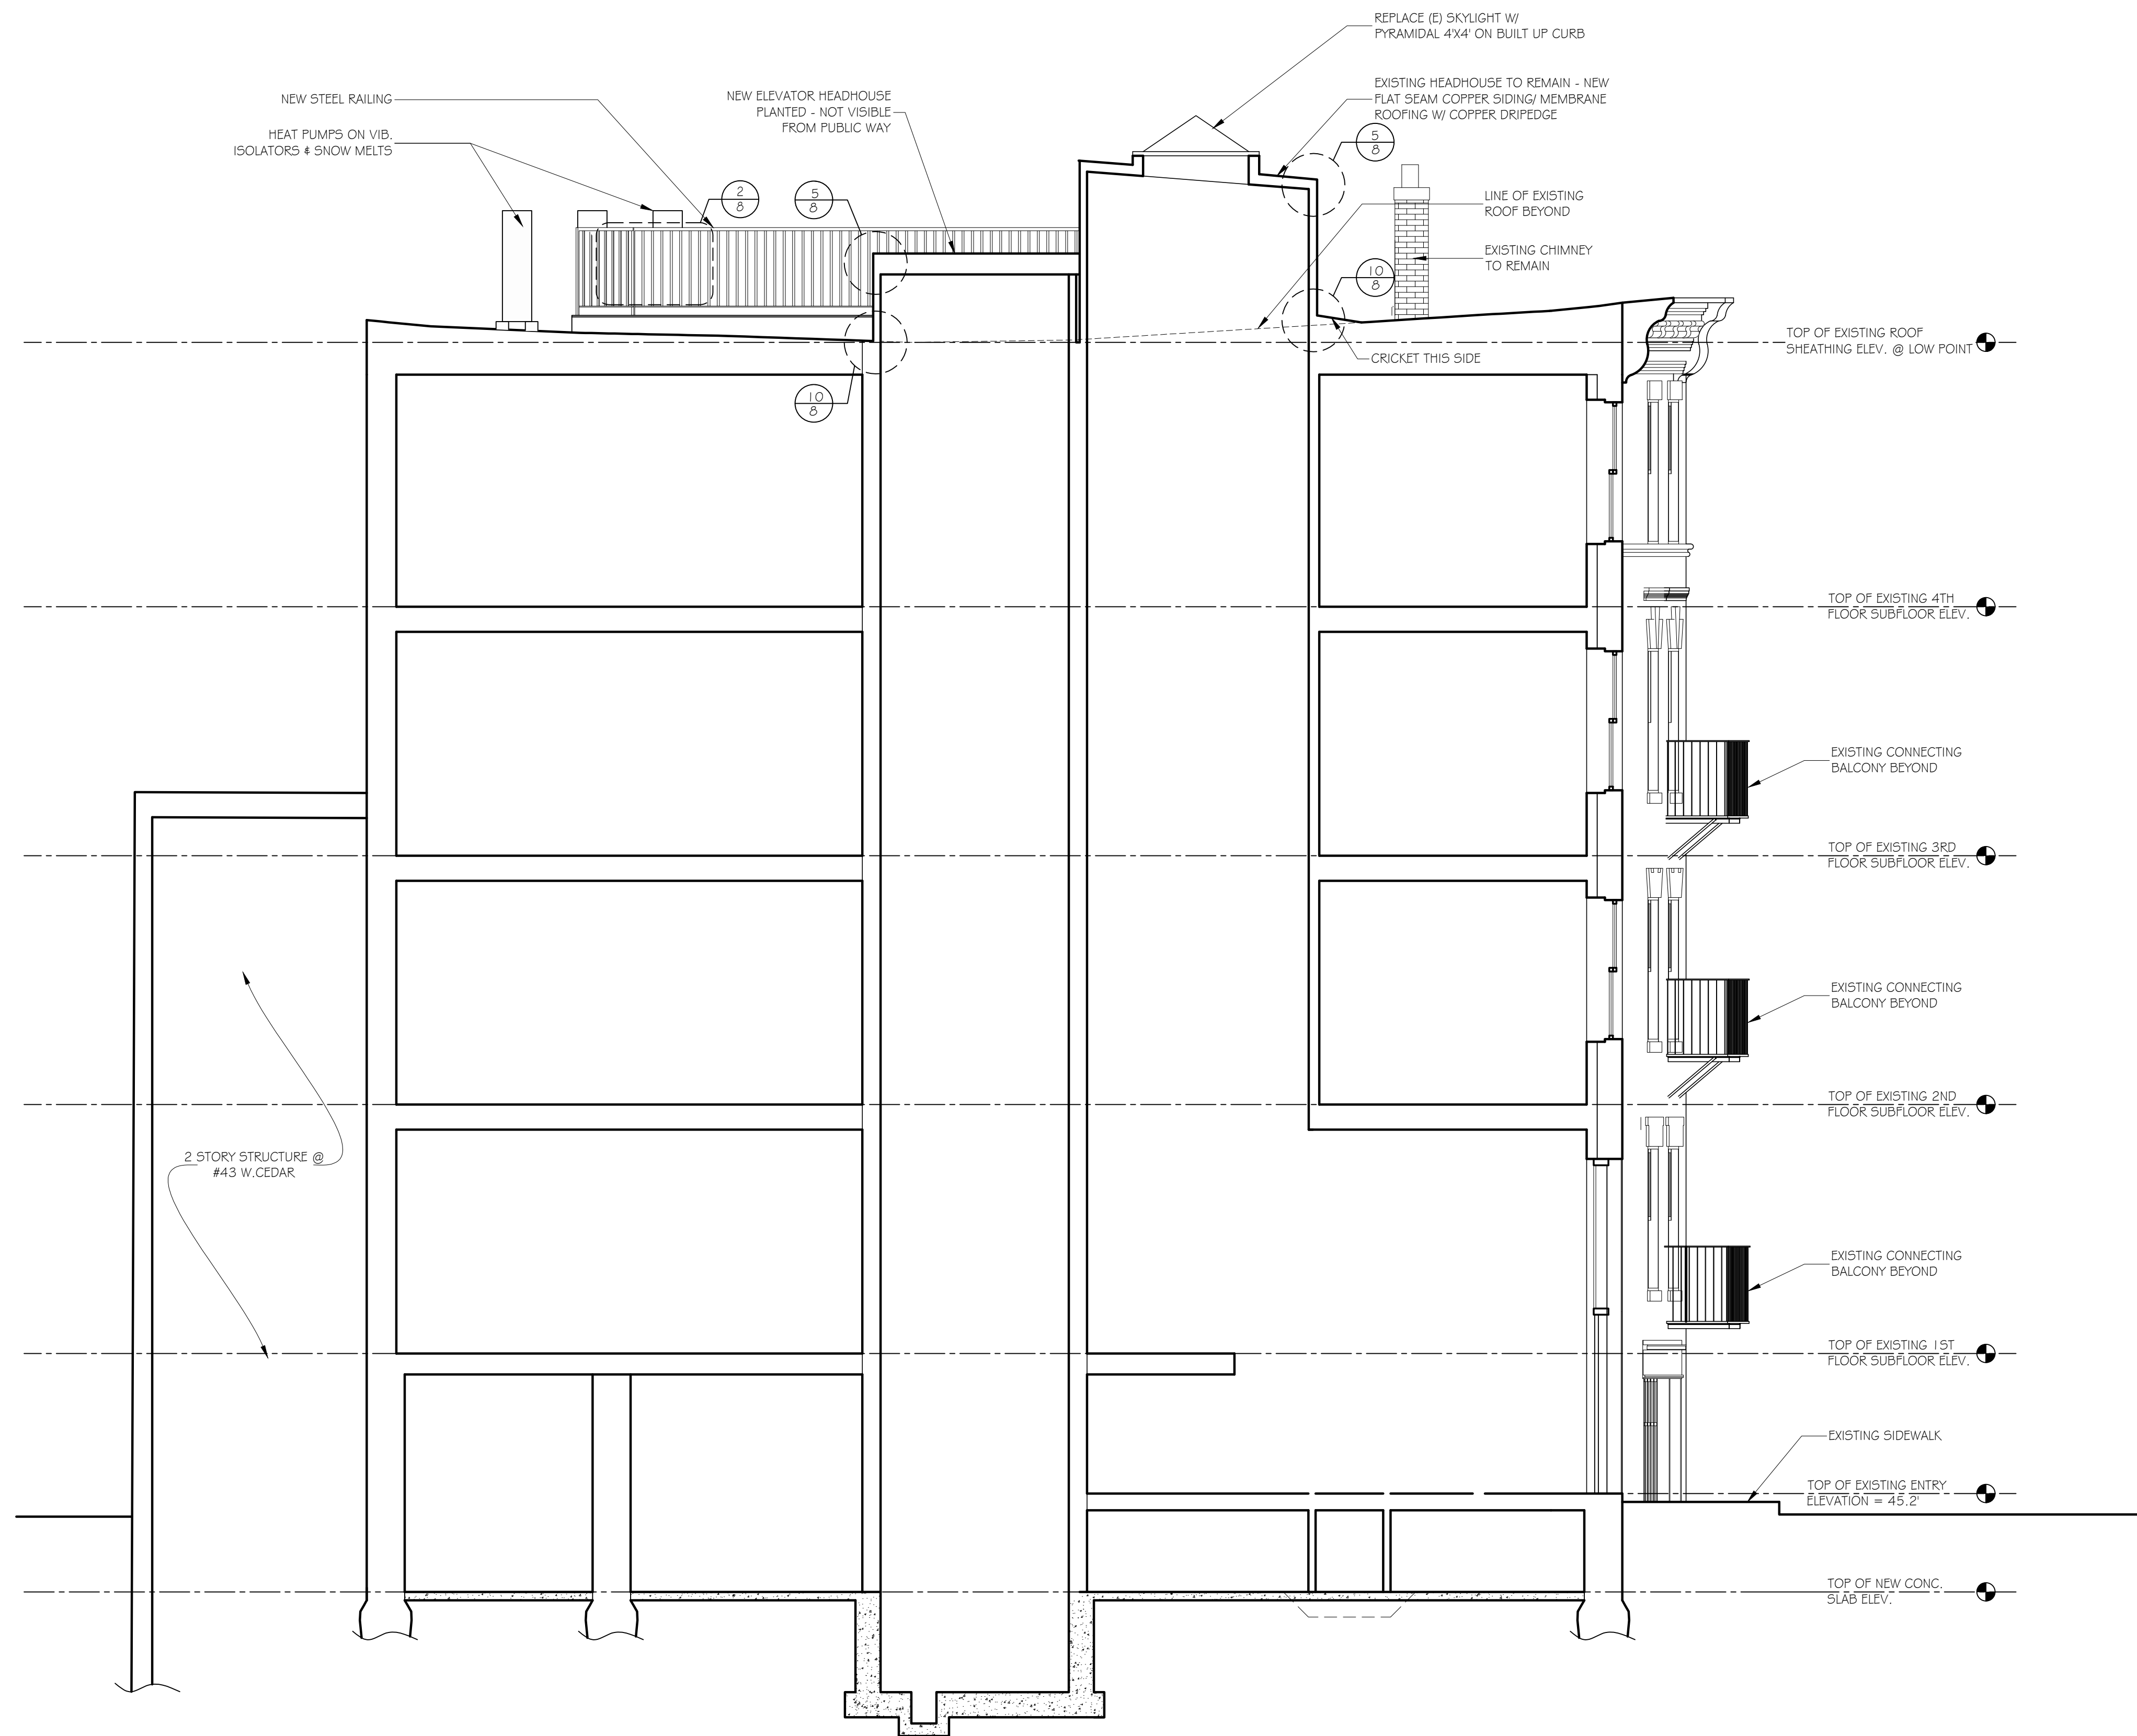 REPLACE (E) SKYLIGHT W/
PYRAMIDAL 4'X4' ON BUILT UP CURB
EXISTING HEADHOUSE TO REMAIN - NEW
FLAT SEAM COPPER SIDING/ MEMBRANE
ROOFING W/ COPPER DRIPEDGE
NEW STEEL RAILING
NEW ELEVATOR HEADHOUSE
PLANTED - NOT VISIBLE
FROM PUBLIC WAY
HEAT PUMPS ON VIB.
ISOLATORS & SNOW MELTS
5
8
2
8
5
8
LINE OF EXISTING
ROOF BEYOND
EXISTING CHIMNEY
TO REMAIN
10
8
TOP OF EXISTING ROOF
SHEATHING ELEV. @ LOW POINT
CRICKET THIS SIDE
10
8
TOP OF EXISTING 4TH
FLOOR SUBFLOOR ELEV.
EXISTING CONNECTING
BALCONY BEYOND
TOP OF EXISTING 3RD
FLOOR SUBFLOOR ELEV.
EXISTING CONNECTING
BALCONY BEYOND
TOP OF EXISTING 2ND
FLOOR SUBFLOOR ELEV.
2 STORY STRUCTURE @
#43 W.CEDAR
EXISTING CONNECTING
BALCONY BEYOND
TOP OF EXISTING 1ST
FLOOR SUBFLOOR ELEV.
EXISTING SIDEWALK
TOP OF EXISTING ENTRY
ELEVATION = 45.2'
TOP OF NEW CONC.
SLAB ELEV.